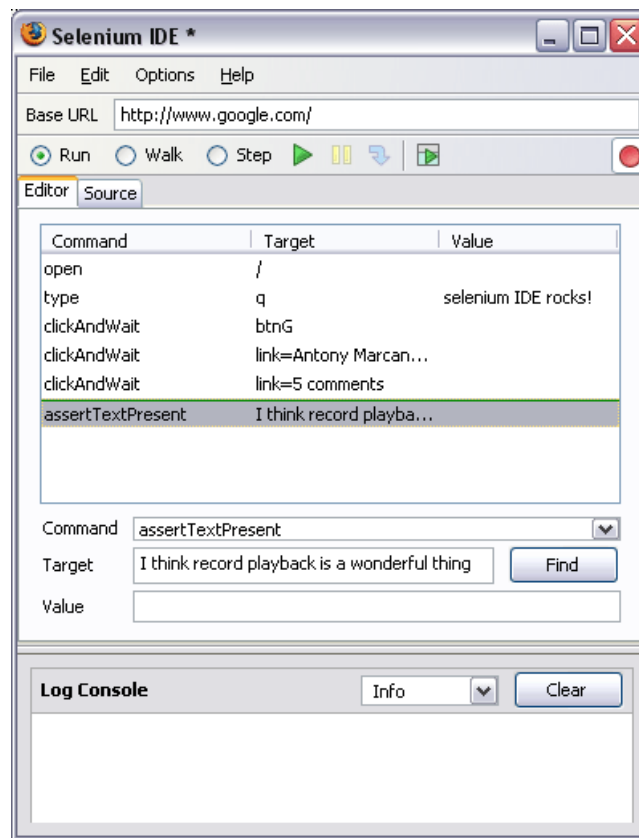 Selenium IDE *
File Edit Options Help
Base URL http://www.google.com/
Run Walk Step
Editor Source
Command Target Value
open /
type q selenium IDE rocks!
clickAndWait btnG
clickAndWait link=Antony Marcan...
clickAndWait link=5 comments
assertTextPresent I think record playba...
Command assertTextPresent
Target I think record playback is a wonderful thing Find
Value
Log Console Info Clear